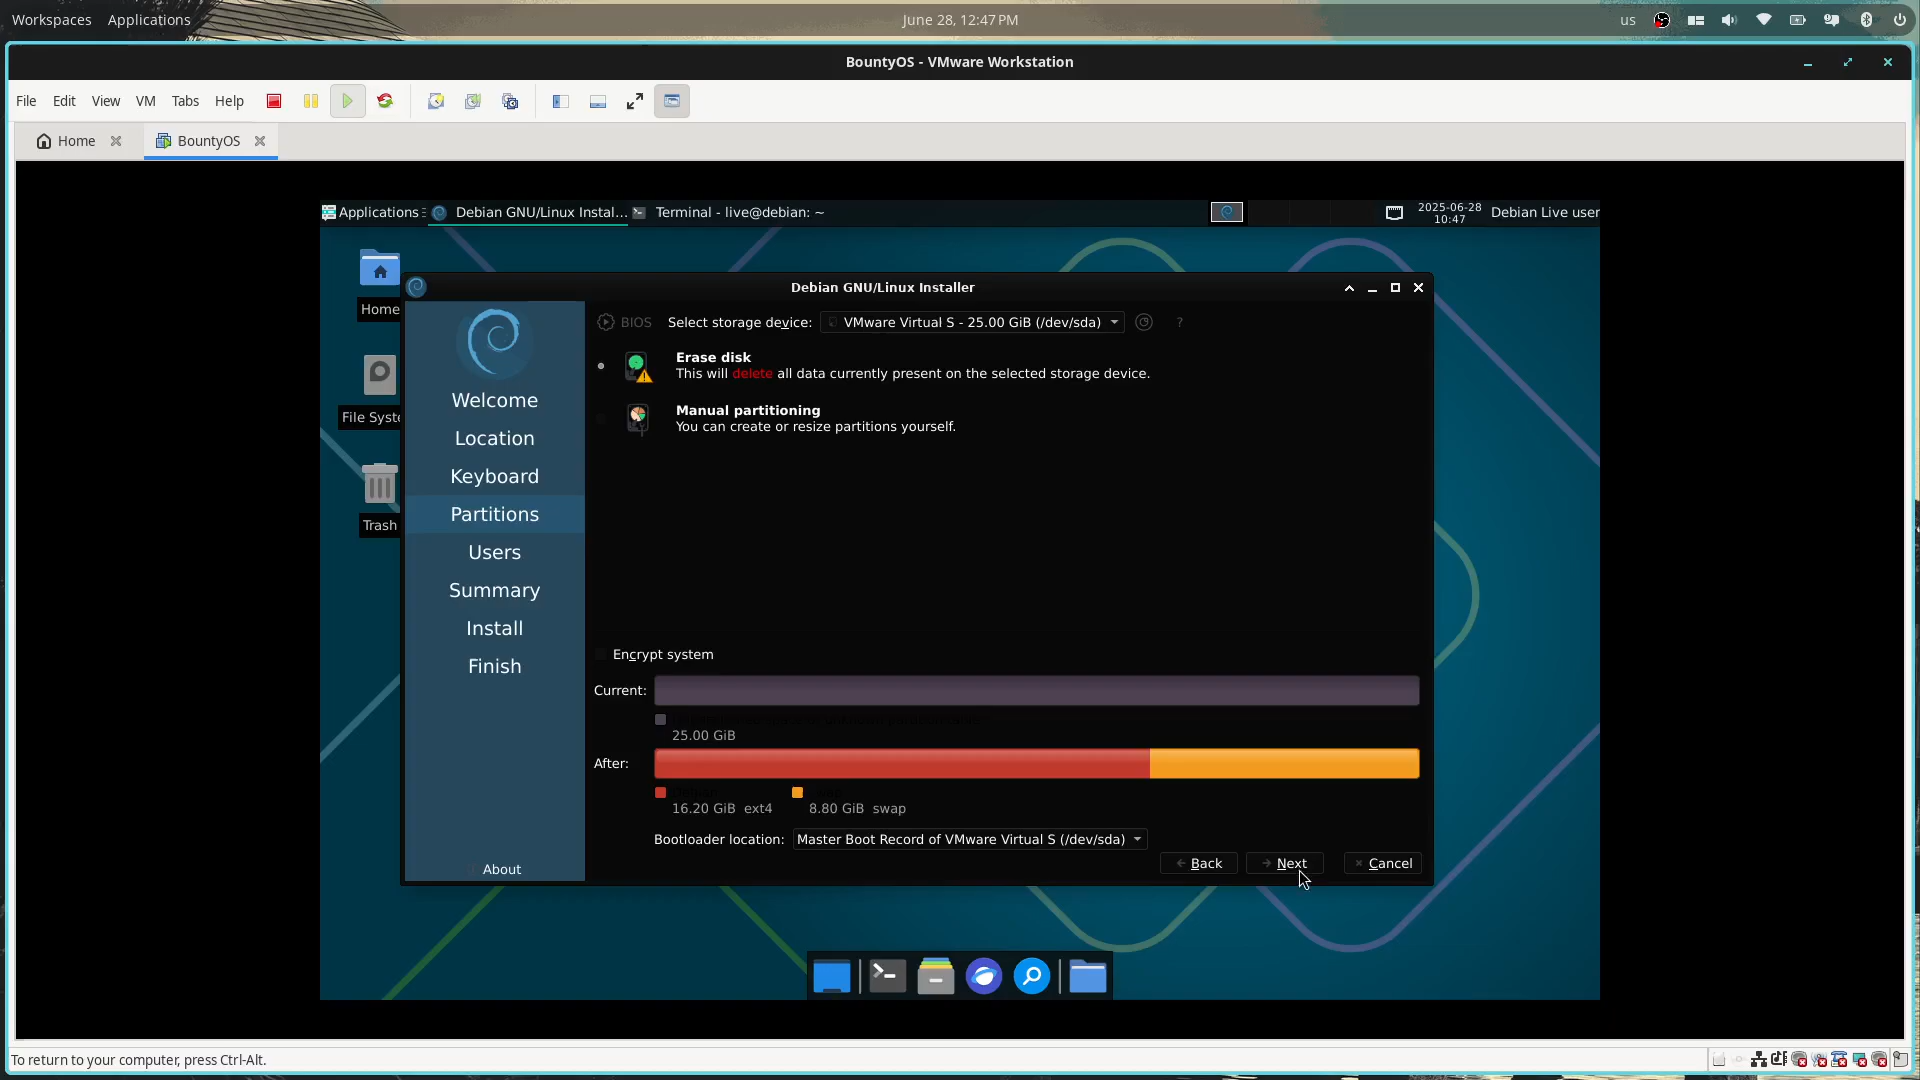 Workspaces Applications June 28, 12:47 PM us
BountyOS - VMware Workstation
File Edit View VM Tabs Help
Home BountyOS
Applications Debian GNU/Linux Instal... Terminal - live@debian: ~ 2025-06-28 Debian Live user
10:47
Home
File Syste
Trash
Debian GNU/Linux Installer
Welcome
Location
Keyboard
Partitions
Users
Summary
Install
Finish
About
BIOS Select storage device: VMware Virtual S - 25.00 GiB (/dev/sda) ?
Erase disk
This will delete all data currently present on the selected storage device.
Manual partitioning
You can create or resize partitions yourself.
Encrypt system
Current:
25.00 GiB
After:
16.20 GiB ext4 8.80 GiB swap
Bootloader location: Master Boot Record of VMware Virtual S (/dev/sda)
Back Next Cancel
To return to your computer, press Ctrl-Alt.